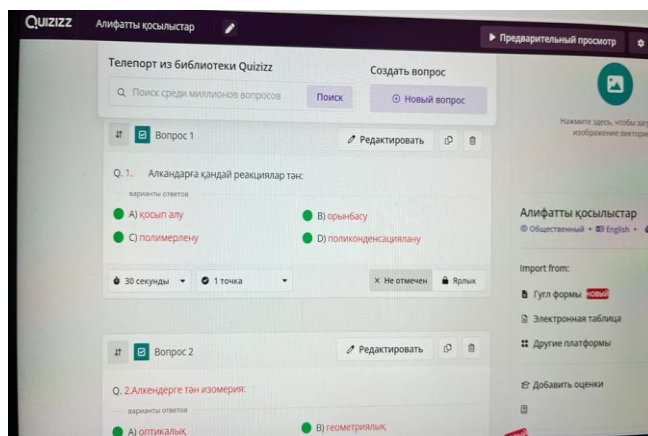 QUIZIZZ Алифатты қосылыстар
Предварительный просмотр
Телепорт из библиотеки Quizizz
Создать вопрос
Поиск среди миллионов вопросов
Поиск
Новый вопрос
Нажмите здесь, чтобы
изображение
Вопрос 1
Редактировать
Q. 1. Алкандарға қандай реакциялар тән:
варианты ответов
A) қосып алу
B) орынбасу
C) полимерлену
D) поликонденсациялану
30 секунды
1 точка
Не отмечен
Ярлык
Алифатты қосылыстар
Общественный • English •
Import from:
Гугл формы новый
Электронная таблица
Другие платформы
Добавить оценки
Вопрос 2
Редактировать
Q. 2.Алкендерге тән изомерия:
варианты ответов
A) оптикалық
B) геометриялық